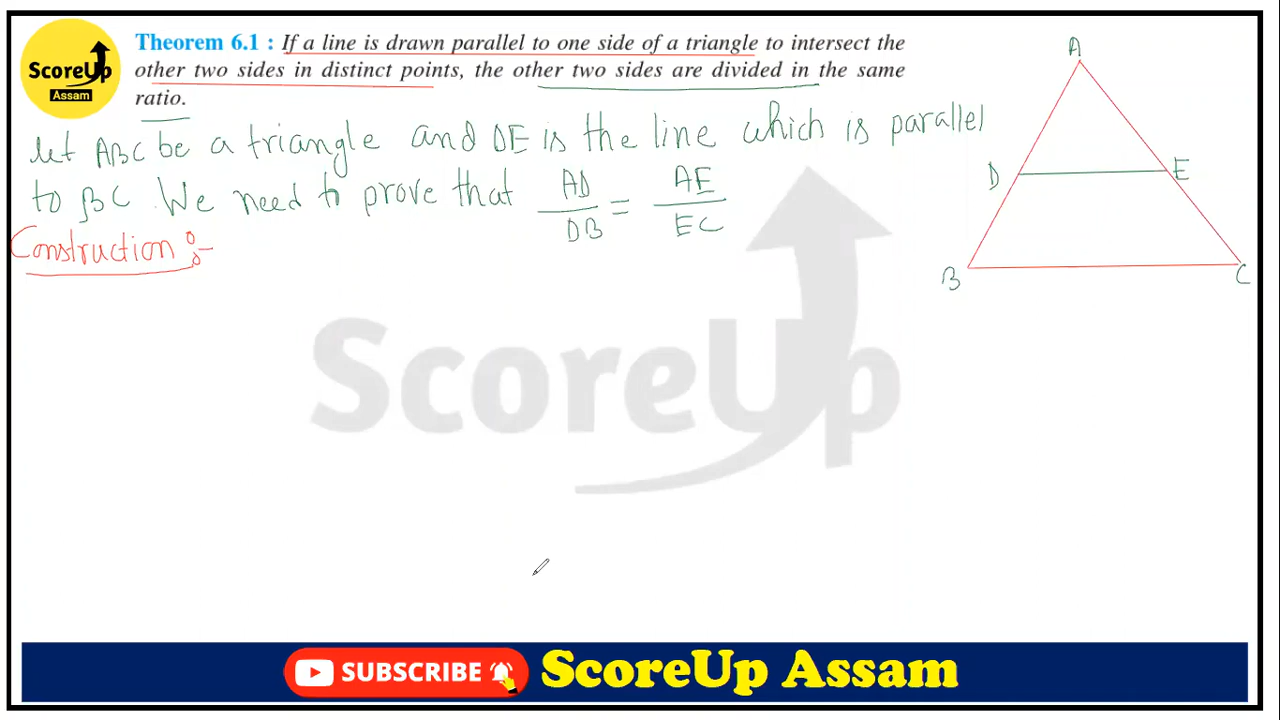 ScoreUp
Assam
Theorem 6.1 : If a line is drawn parallel to one side of a triangle to intersect the
other two sides in distinct points, the other two sides are divided in the same
ratio.
let ABC be a triangle and DE is the line which is parallel
to BC. We need to prove that AD/DB = AE/EC
Construction :-
A
D
E
B
C
ScoreUp
SUBSCRIBE
ScoreUp Assam